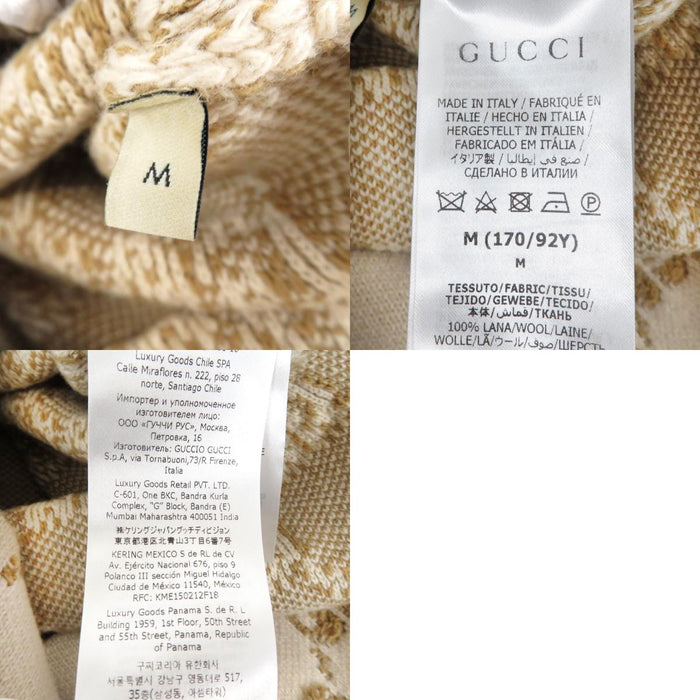 M
GUCCI
MADE IN ITALY / FABRIQUÉ EN
ITALIE / HECHO EN ITALIA /
HERGESTELLT IN ITALIEN /
FABRICADO EM ITÁLIA /
イタリア製 / صنع في إيطاليا /
СДЕЛАНО В ИТАЛИИ
P
M (170/92Y)
M
TESSUTO/FABRIC/TISSU/
TEJIDO/GEWEBE/TECIDO/
本体/قماش/ТКАНЬ
100% LANA/WOOL/LAINE/
WOLLE/LÃ/ウール/صوف/ШЕРСТЬ
Luxury Goods Chile SPA
Calle Miraflores n. 222, piso 28
norte, Santiago Chile
Импортер и уполномоченное
изготовителем лицо:
ООО «ГУЧЧИ РУС», Москва,
Петровка, 16
Изготовитель: GUCCIO GUCCI
S.p.A, via Tornabuoni,73/R Firenze,
Italia
Luxury Goods Retail PVT. LTD.
C-601, One BKC, Bandra Kurla
Complex, "G" Block, Bandra (E)
Mumbai Maharashtra 400051 India
㈱ケリングジャパングッチディビジョン
東京都港区北青山3丁目6番7号
KERING MEXICO S de RL de CV
Av. Ejército Nacional 676, piso 9
Polanco III sección Miguel Hidalgo
Ciudad de México 11540, México
RFC: KME150212F18
Luxury Goods Panama S. de R. L
Building 1959, 1st Floor, 50th Street
and 55th Street, Panama, Republic
of Panama
구찌코리아 유한회사
서울특별시 강남구 영동대로 517,
35층(삼성동, 아셈타워)